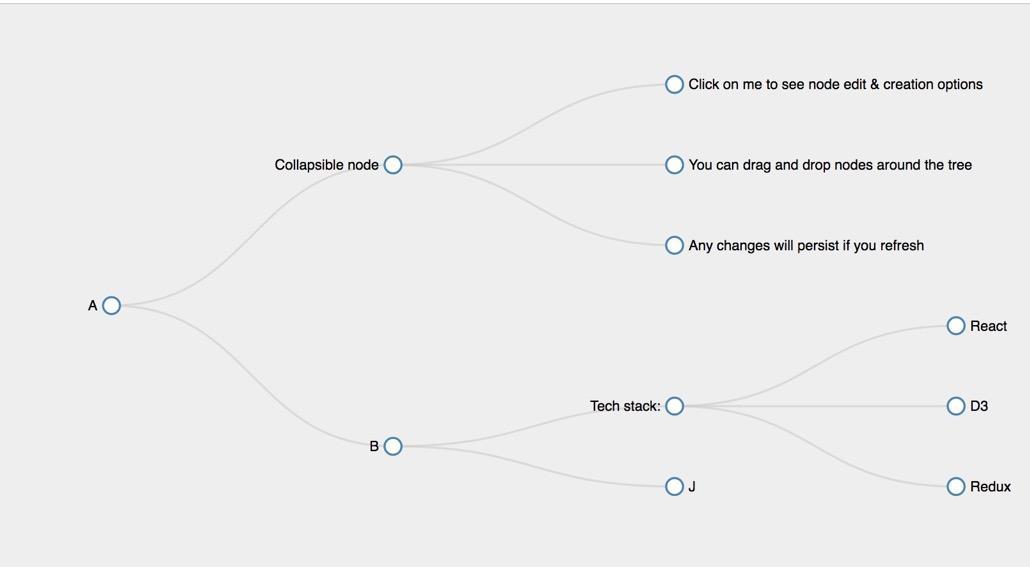 Click on me to see node edit & creation options
Collapsible node
You can drag and drop nodes around the tree
Any changes will persist if you refresh
A
React
Tech stack:
D3
B
J
Redux